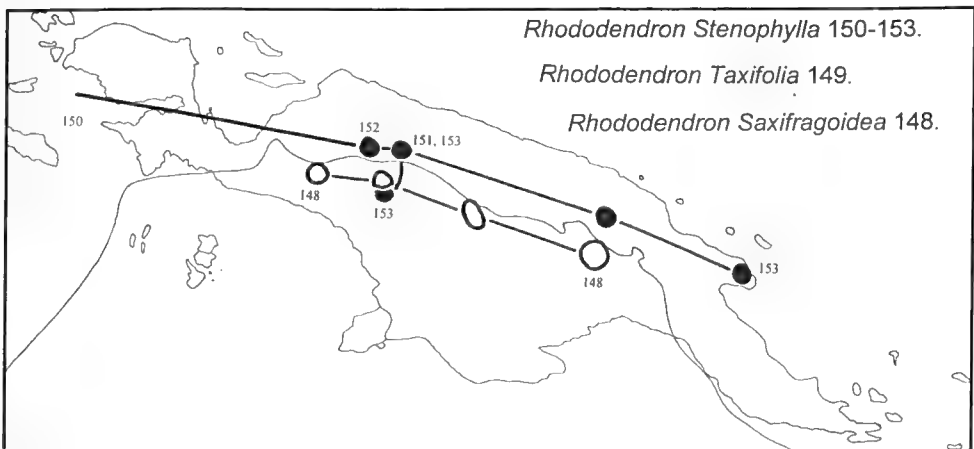 Rhododendron Stenophylla 150-153.
Rhododendron Taxifolia 149.
Rhododendron Saxifragoidea 148.
150
152
151, 153
148
153
148
153